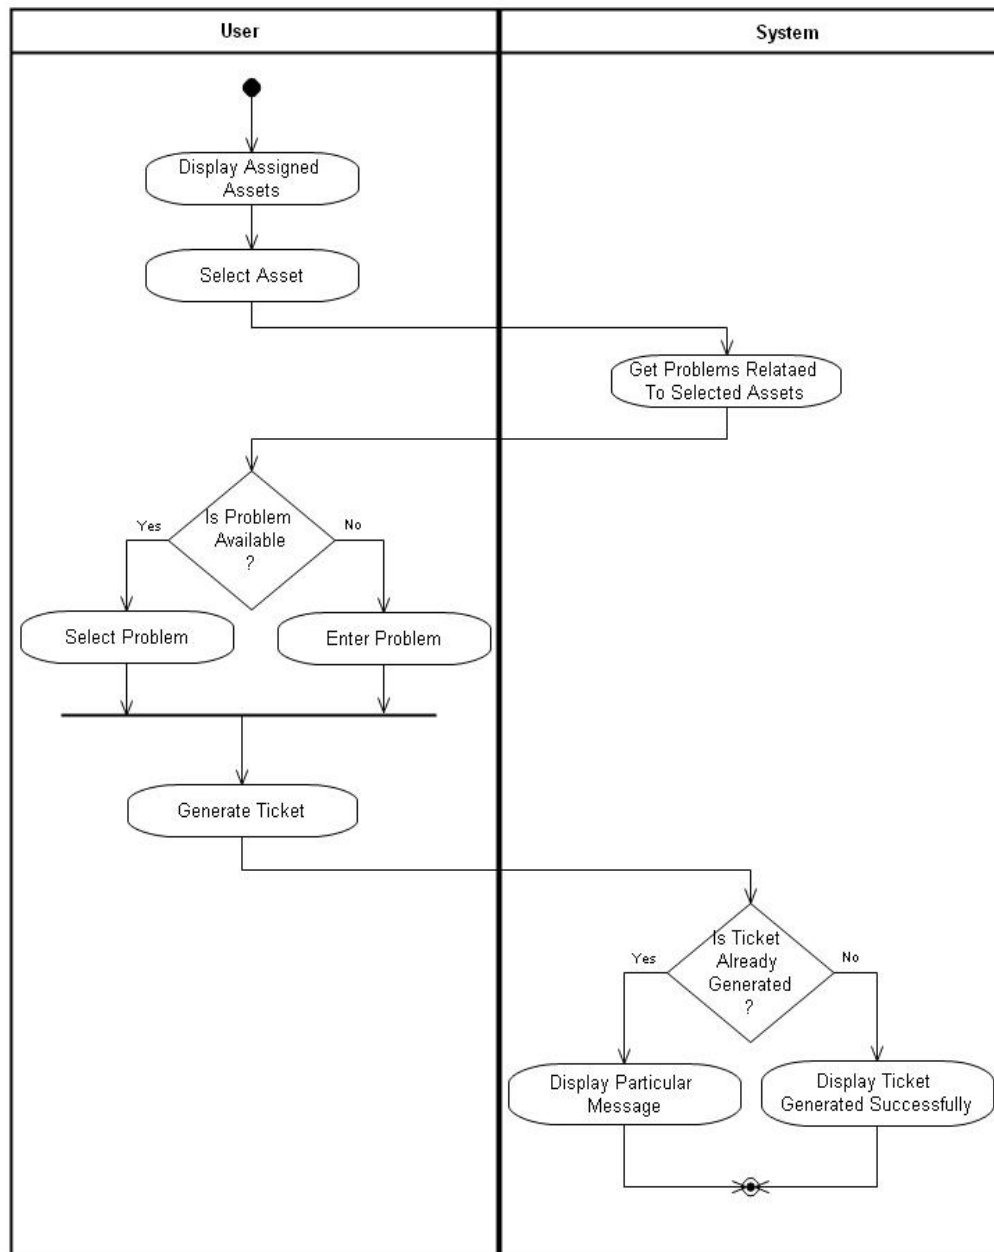 User
System
Display Assigned
Assets
Select Asset
Get Problems Relataed
To Selected Assets
Is Problem
Available
?
Yes
No
Select Problem
Enter Problem
Generate Ticket
Is Ticket
Already
Generated
?
Yes
No
Display Particular
Message
Display Ticket
Generated Successfully